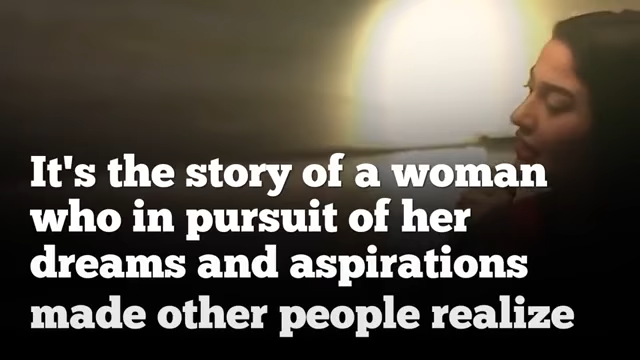 It's the story of a woman
who in pursuit of her
dreams and aspirations
made other people realize